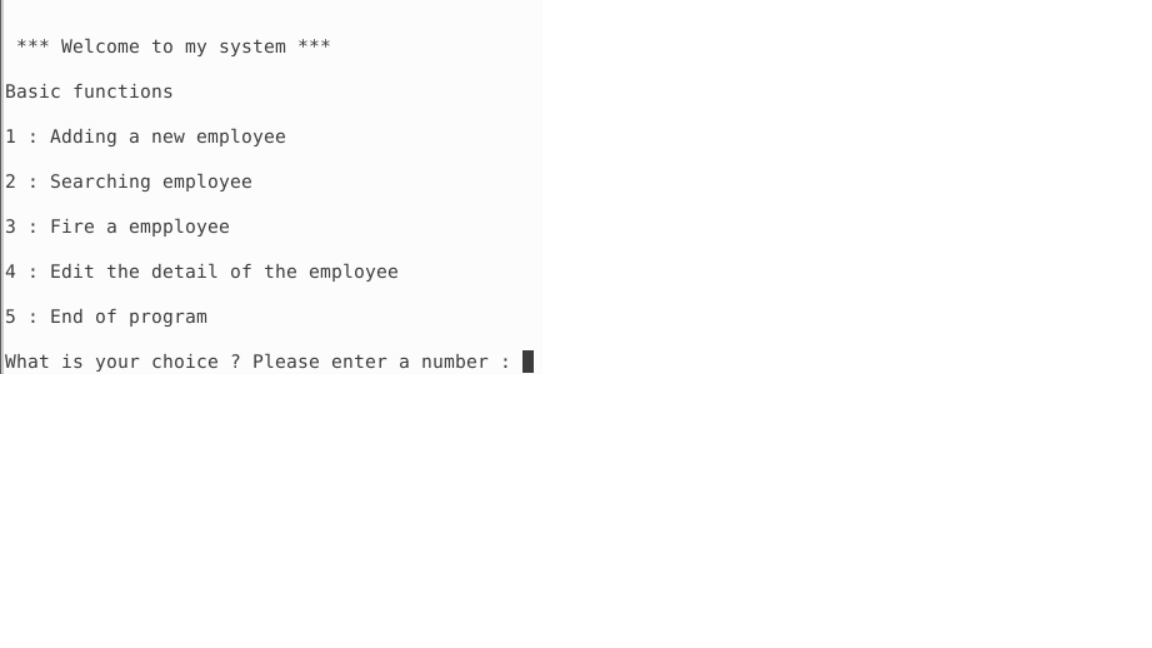 *** Welcome to my system ***
Basic functions
1 : Adding a new employee
2 : Searching employee
3 : Fire a empployee
4 : Edit the detail of the employee
5 : End of program
What is your choice ? Please enter a number :